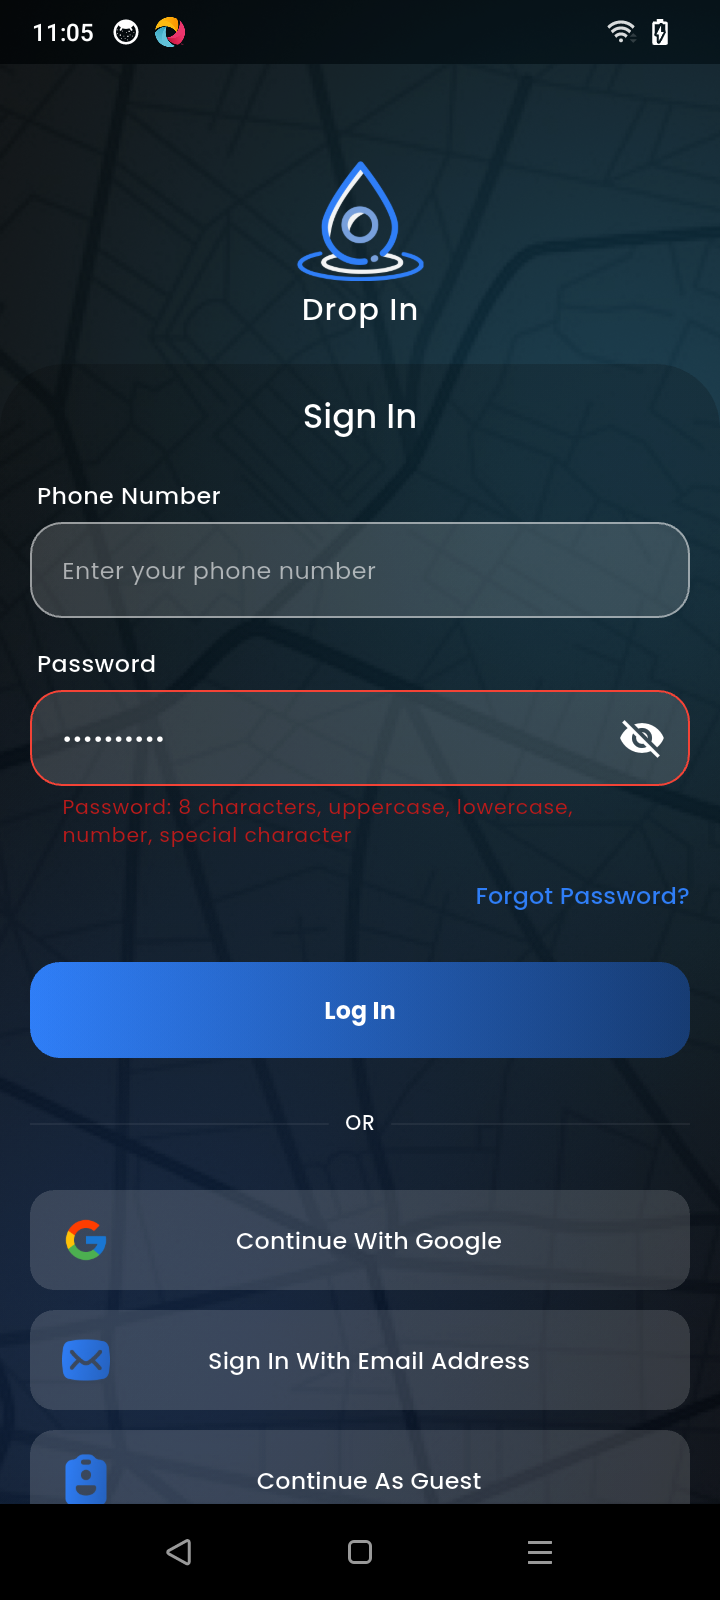 11:05
Drop In
Sign In
Phone Number
Enter your phone number
Password
••••••••••
Password: 8 characters, uppercase, lowercase,
number, special character
Forgot Password?
Log In
OR
Continue With Google
Sign In With Email Address
Continue As Guest